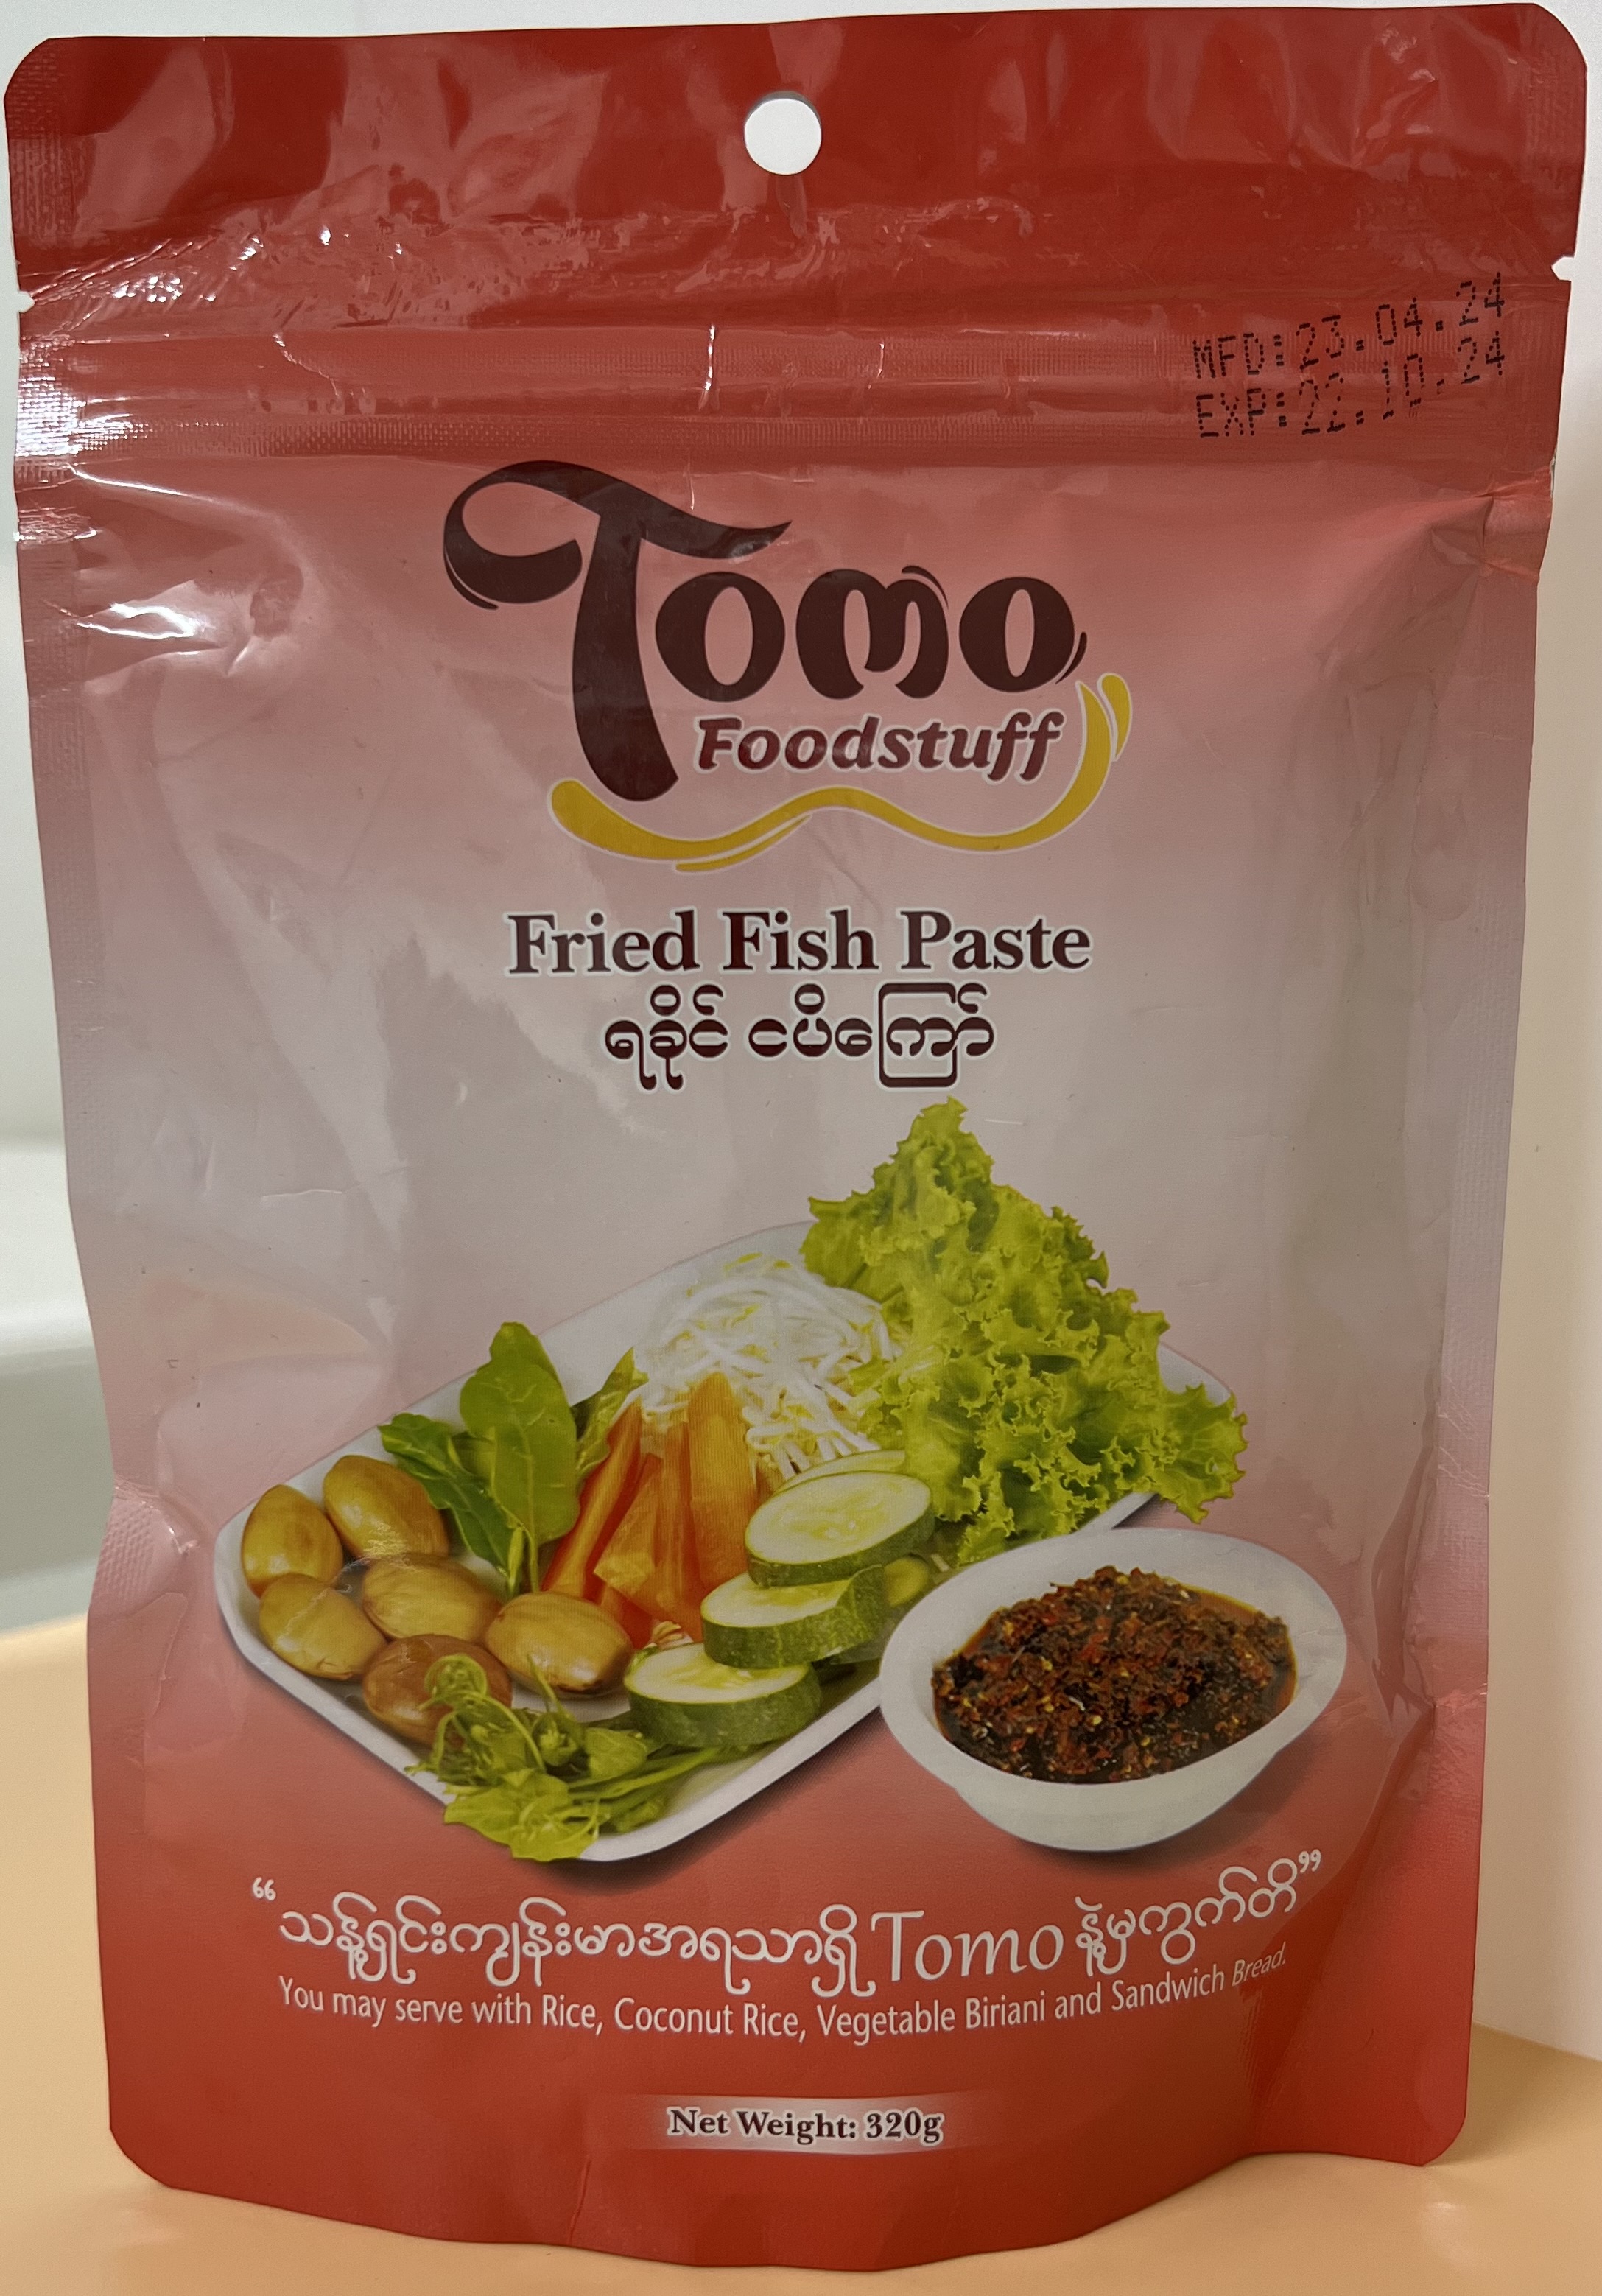 MFD:23.04.24
EXP:22.10.24
Tomo
Foodstuff
Fried Fish Paste
ရခိုင် ငပိကြော်
“သန့်ရှင်းကျန်းမာအရသာရှိ Tomo နဲ့မှကွက်တိ”
You may serve with Rice, Coconut Rice, Vegetable Biriani and Sandwich Bread.
Net Weight: 320g